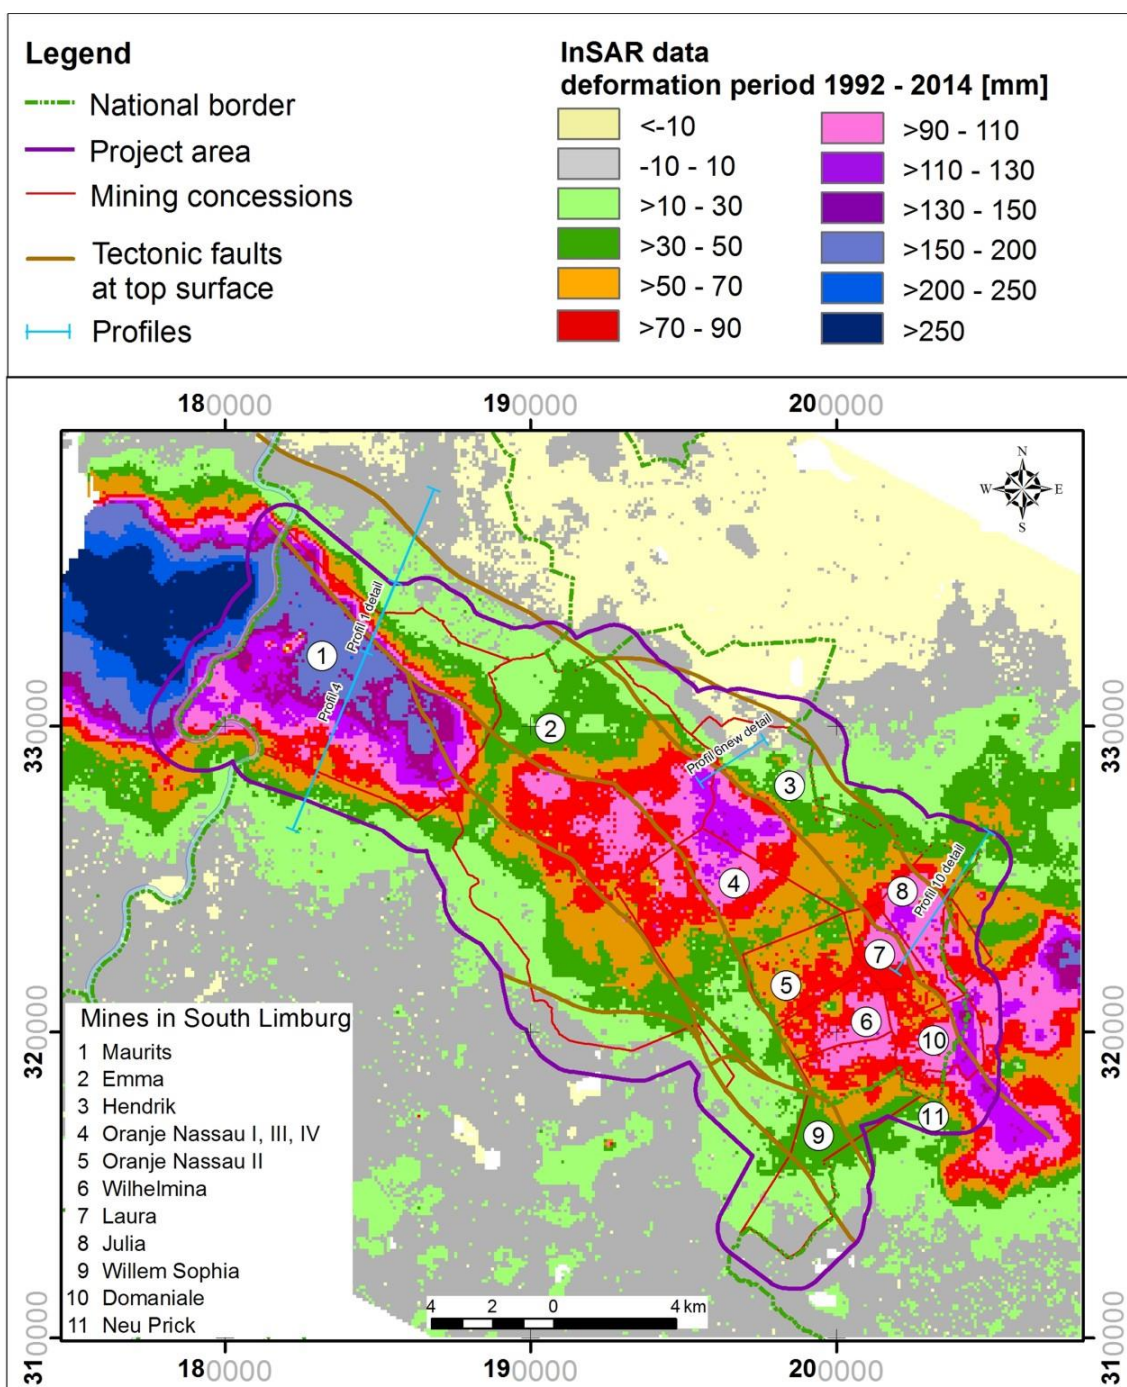 Legend
National border
Project area
Mining concessions
Tectonic faults
at top surface
Profiles
InSAR data
deformation period 1992 - 2014 [mm]
<-10
-10 - 10
>10 - 30
>30 - 50
>50 - 70
>70 - 90
>90 - 110
>110 - 130
>130 - 150
>150 - 200
>200 - 250
>250
180000
190000
200000
N
W
E
S
330000
320000
310000
330000
320000
310000
Profil 1 detail
Profil 4
Profil 6new detail
Profil 10 detail
1
2
3
4
5
6
7
8
9
10
11
Mines in South Limburg
1 Maurits
2 Emma
3 Hendrik
4 Oranje Nassau I, III, IV
5 Oranje Nassau II
6 Wilhelmina
7 Laura
8 Julia
9 Willem Sophia
10 Domaniale
11 Neu Prick
4 2 0 4 km
180000
190000
200000